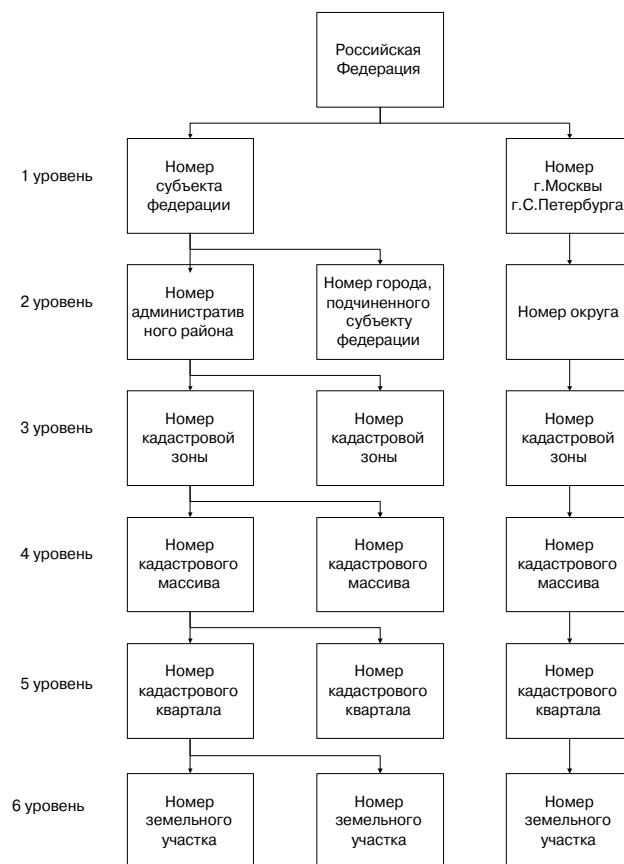 Российская
Федерация
1 уровень
Номер
субъекта
федерации
Номер
г.Москвы
г.С.Петербурга
2 уровень
Номер
административ
ного района
Номер города,
подчиненного
субъекту
федерации
Номер округа
3 уровень
Номер
кадастровой
зоны
Номер
кадастровой
зоны
Номер
кадастровой
зоны
4 уровень
Номер
кадастрового
массива
Номер
кадастрового
массива
Номер
кадастрового
массива
5 уровень
Номер
кадастрового
квартала
Номер
кадастрового
квартала
Номер
кадастрового
квартала
6 уровень
Номер
земельного
участка
Номер
земельного
участка
Номер
земельного
участка